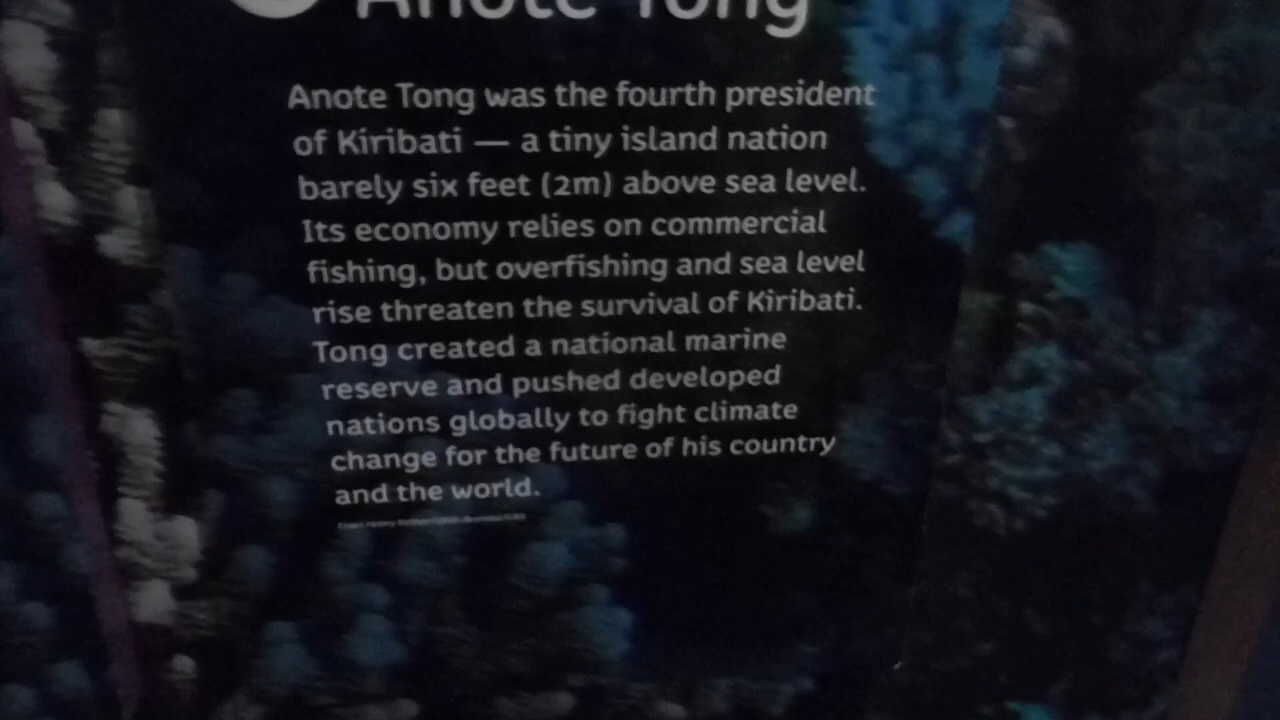 Anote Tong
Anote Tong was the fourth president
of Kiribati — a tiny island nation
barely six feet (2m) above sea level.
Its economy relies on commercial
fishing, but overfishing and sea level
rise threaten the survival of Kiribati.
Tong created a national marine
reserve and pushed developed
nations globally to fight climate
change for the future of his country
and the world.